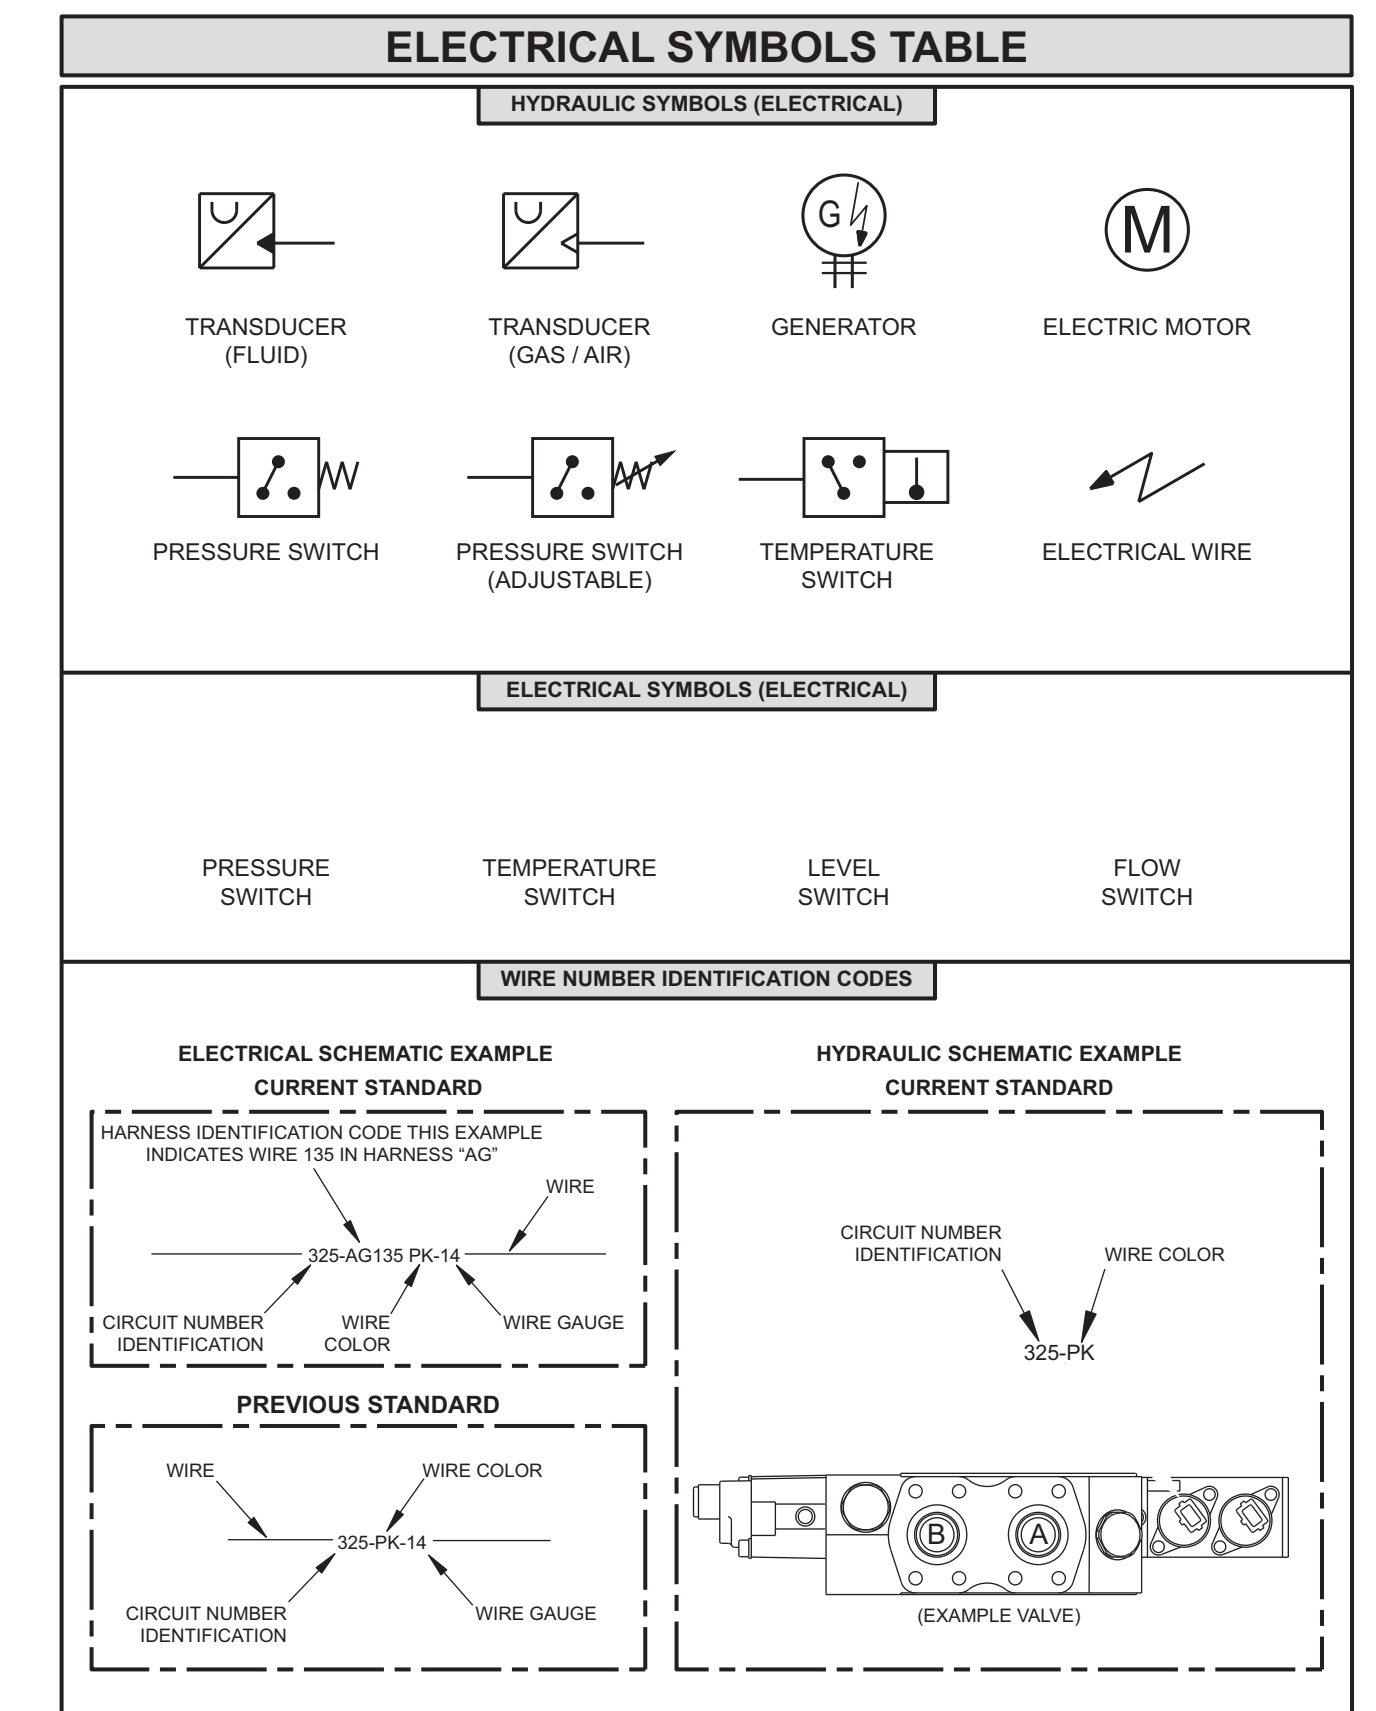 ELECTRICAL SYMBOLS TABLE
HYDRAULIC SYMBOLS (ELECTRICAL)
G
M
TRANSDUCER
(FLUID)
TRANSDUCER
(GAS / AIR)
GENERATOR
ELECTRIC MOTOR
PRESSURE SWITCH
PRESSURE SWITCH
(ADJUSTABLE)
TEMPERATURE
SWITCH
ELECTRICAL WIRE
ELECTRICAL SYMBOLS (ELECTRICAL)
PRESSURE
SWITCH
TEMPERATURE
SWITCH
LEVEL
SWITCH
FLOW
SWITCH
WIRE NUMBER IDENTIFICATION CODES
ELECTRICAL SCHEMATIC EXAMPLE
CURRENT STANDARD
HARNESS IDENTIFICATION CODE THIS EXAMPLE
INDICATES WIRE 135 IN HARNESS “AG”
WIRE
325-AG135 PK-14
CIRCUIT NUMBER
IDENTIFICATION
WIRE
COLOR
WIRE GAUGE
PREVIOUS STANDARD
WIRE
WIRE COLOR
325-PK-14
CIRCUIT NUMBER
IDENTIFICATION
WIRE GAUGE
HYDRAULIC SCHEMATIC EXAMPLE
CURRENT STANDARD
CIRCUIT NUMBER
IDENTIFICATION
WIRE COLOR
325-PK
B
A
(EXAMPLE VALVE)